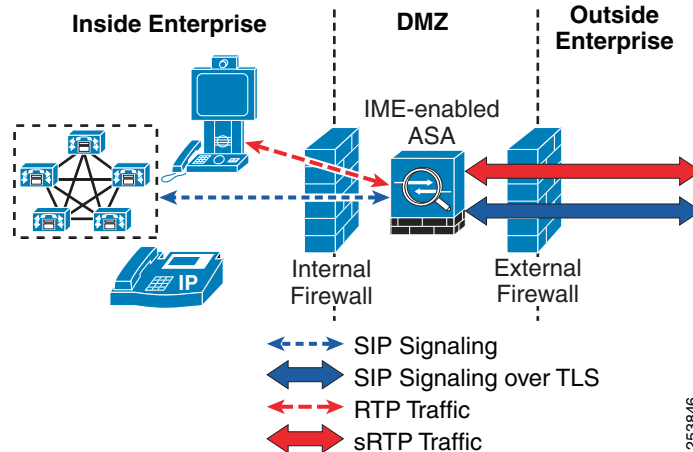 Inside Enterprise
DMZ
Outside
Enterprise
IME-enabled
ASA
IP
Internal
Firewall
External
Firewall
SIP Signaling
SIP Signaling over TLS
RTP Traffic
sRTP Traffic
253846